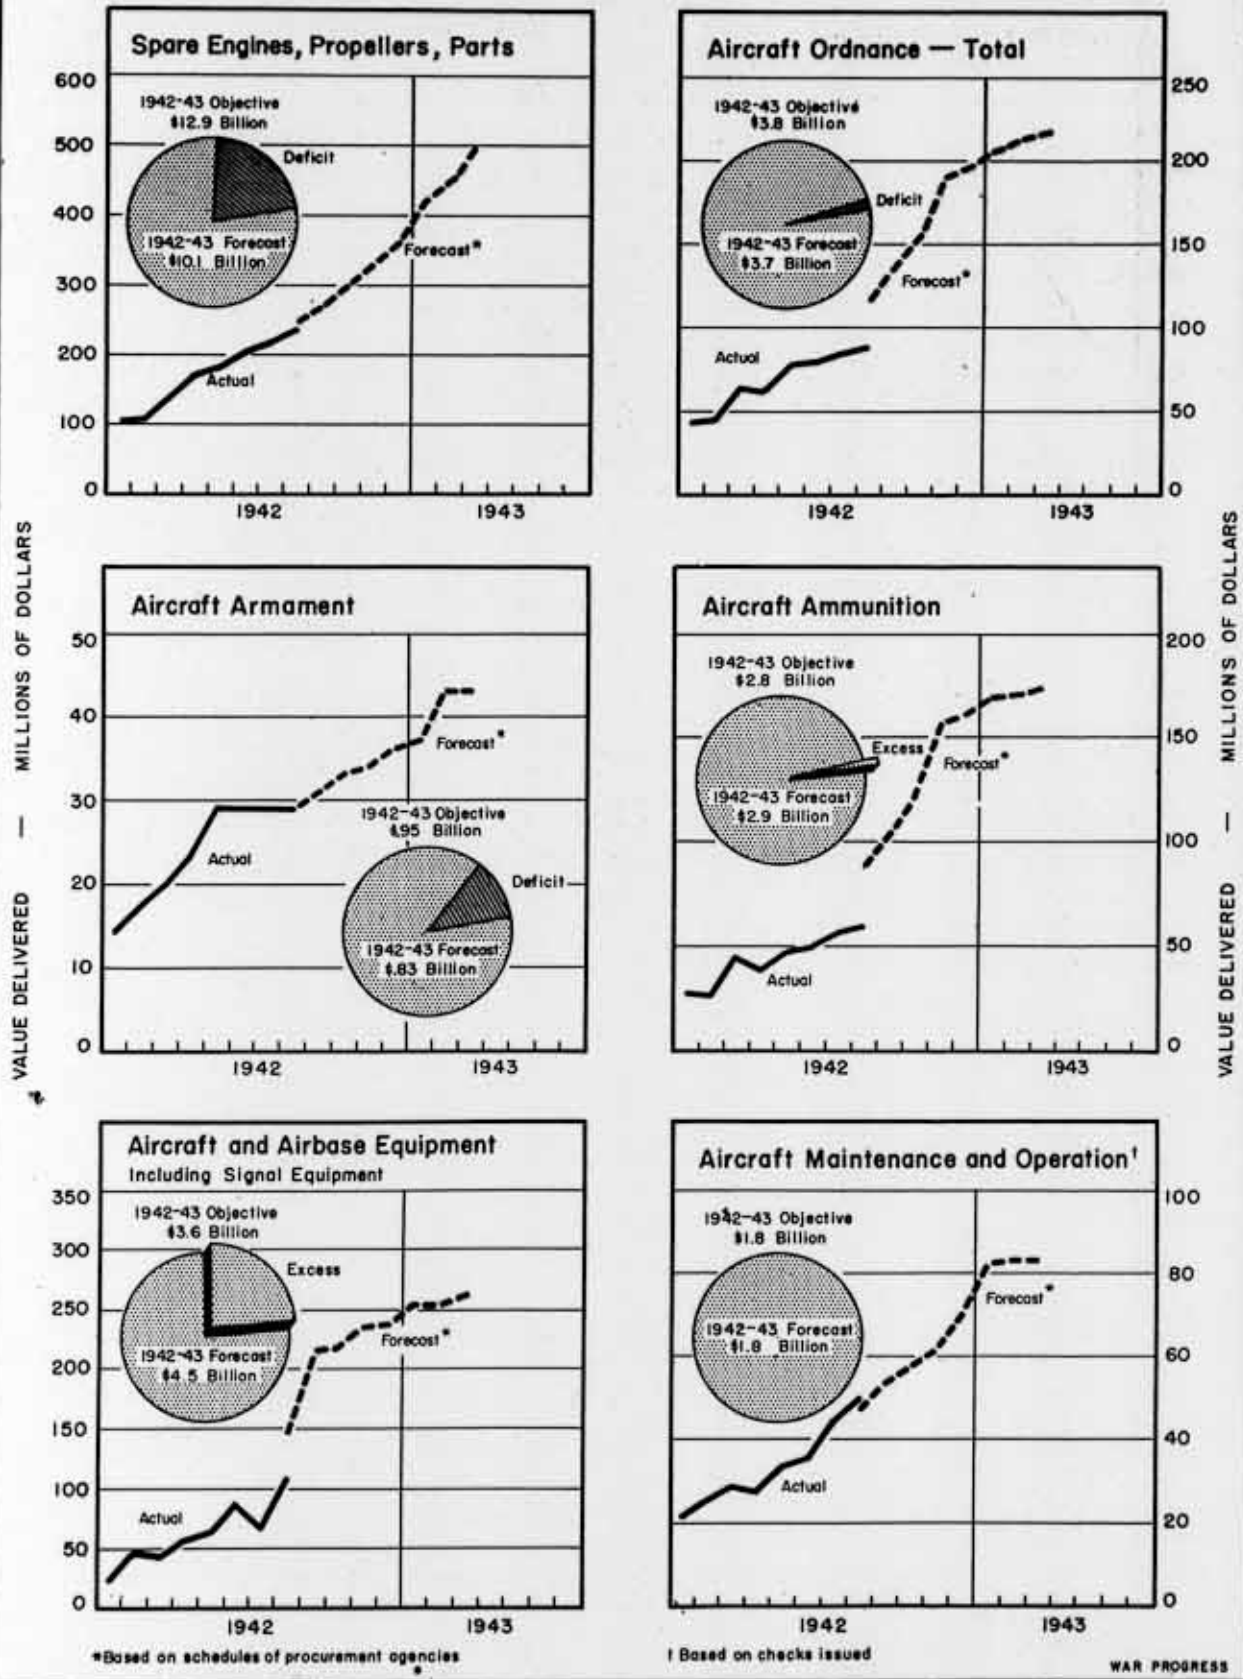 Spare Engines, Propellers, Parts
600
500
400
300
200
100
0
1942-43 Objective
$12.9 Billion
Deficit
1942-43 Forecast
$10.1 Billlion
Forecast*
Actual
1942
1943
Aircraft Ordnance — Total
250
200
150
100
50
0
1942-43 Objective
$3.8 Billion
Deficit
1942-43 Forecast
$3.7 Billion
Forecast*
Actual
1942
1943
VALUE DELIVERED — MILLIONS OF DOLLARS
Aircraft Armament
50
40
30
20
10
0
Forecast*
1942-43 Objective
$.95 Billion
Actual
Deficit
1942-43 Forecast
$.83 Billion
1942
1943
Aircraft Ammunition
200
150
100
50
0
1942-43 Objective
$2.8 Billion
Excess
Forecast*
1942-43 Forecast
$2.9 Billion
Actual
1942
1943
VALUE DELIVERED — MILLIONS OF DOLLARS
Aircraft and Airbase Equipment
Including Signal Equipment
350
300
250
200
150
100
50
0
1942-43 Objective
$3.6 Billion
Excess
Forecast*
1942-43 Forecast
$4.5 Billion
Actual
1942
1943
*Based on schedules of procurement agencies
Aircraft Maintenance and Operation†
100
80
60
40
20
0
1942-43 Objective
$1.8 Billion
Forecast*
1942-43 Forecast
$1.8 Billion
Actual
1942
1943
† Based on checks issued
WAR PROGRESS